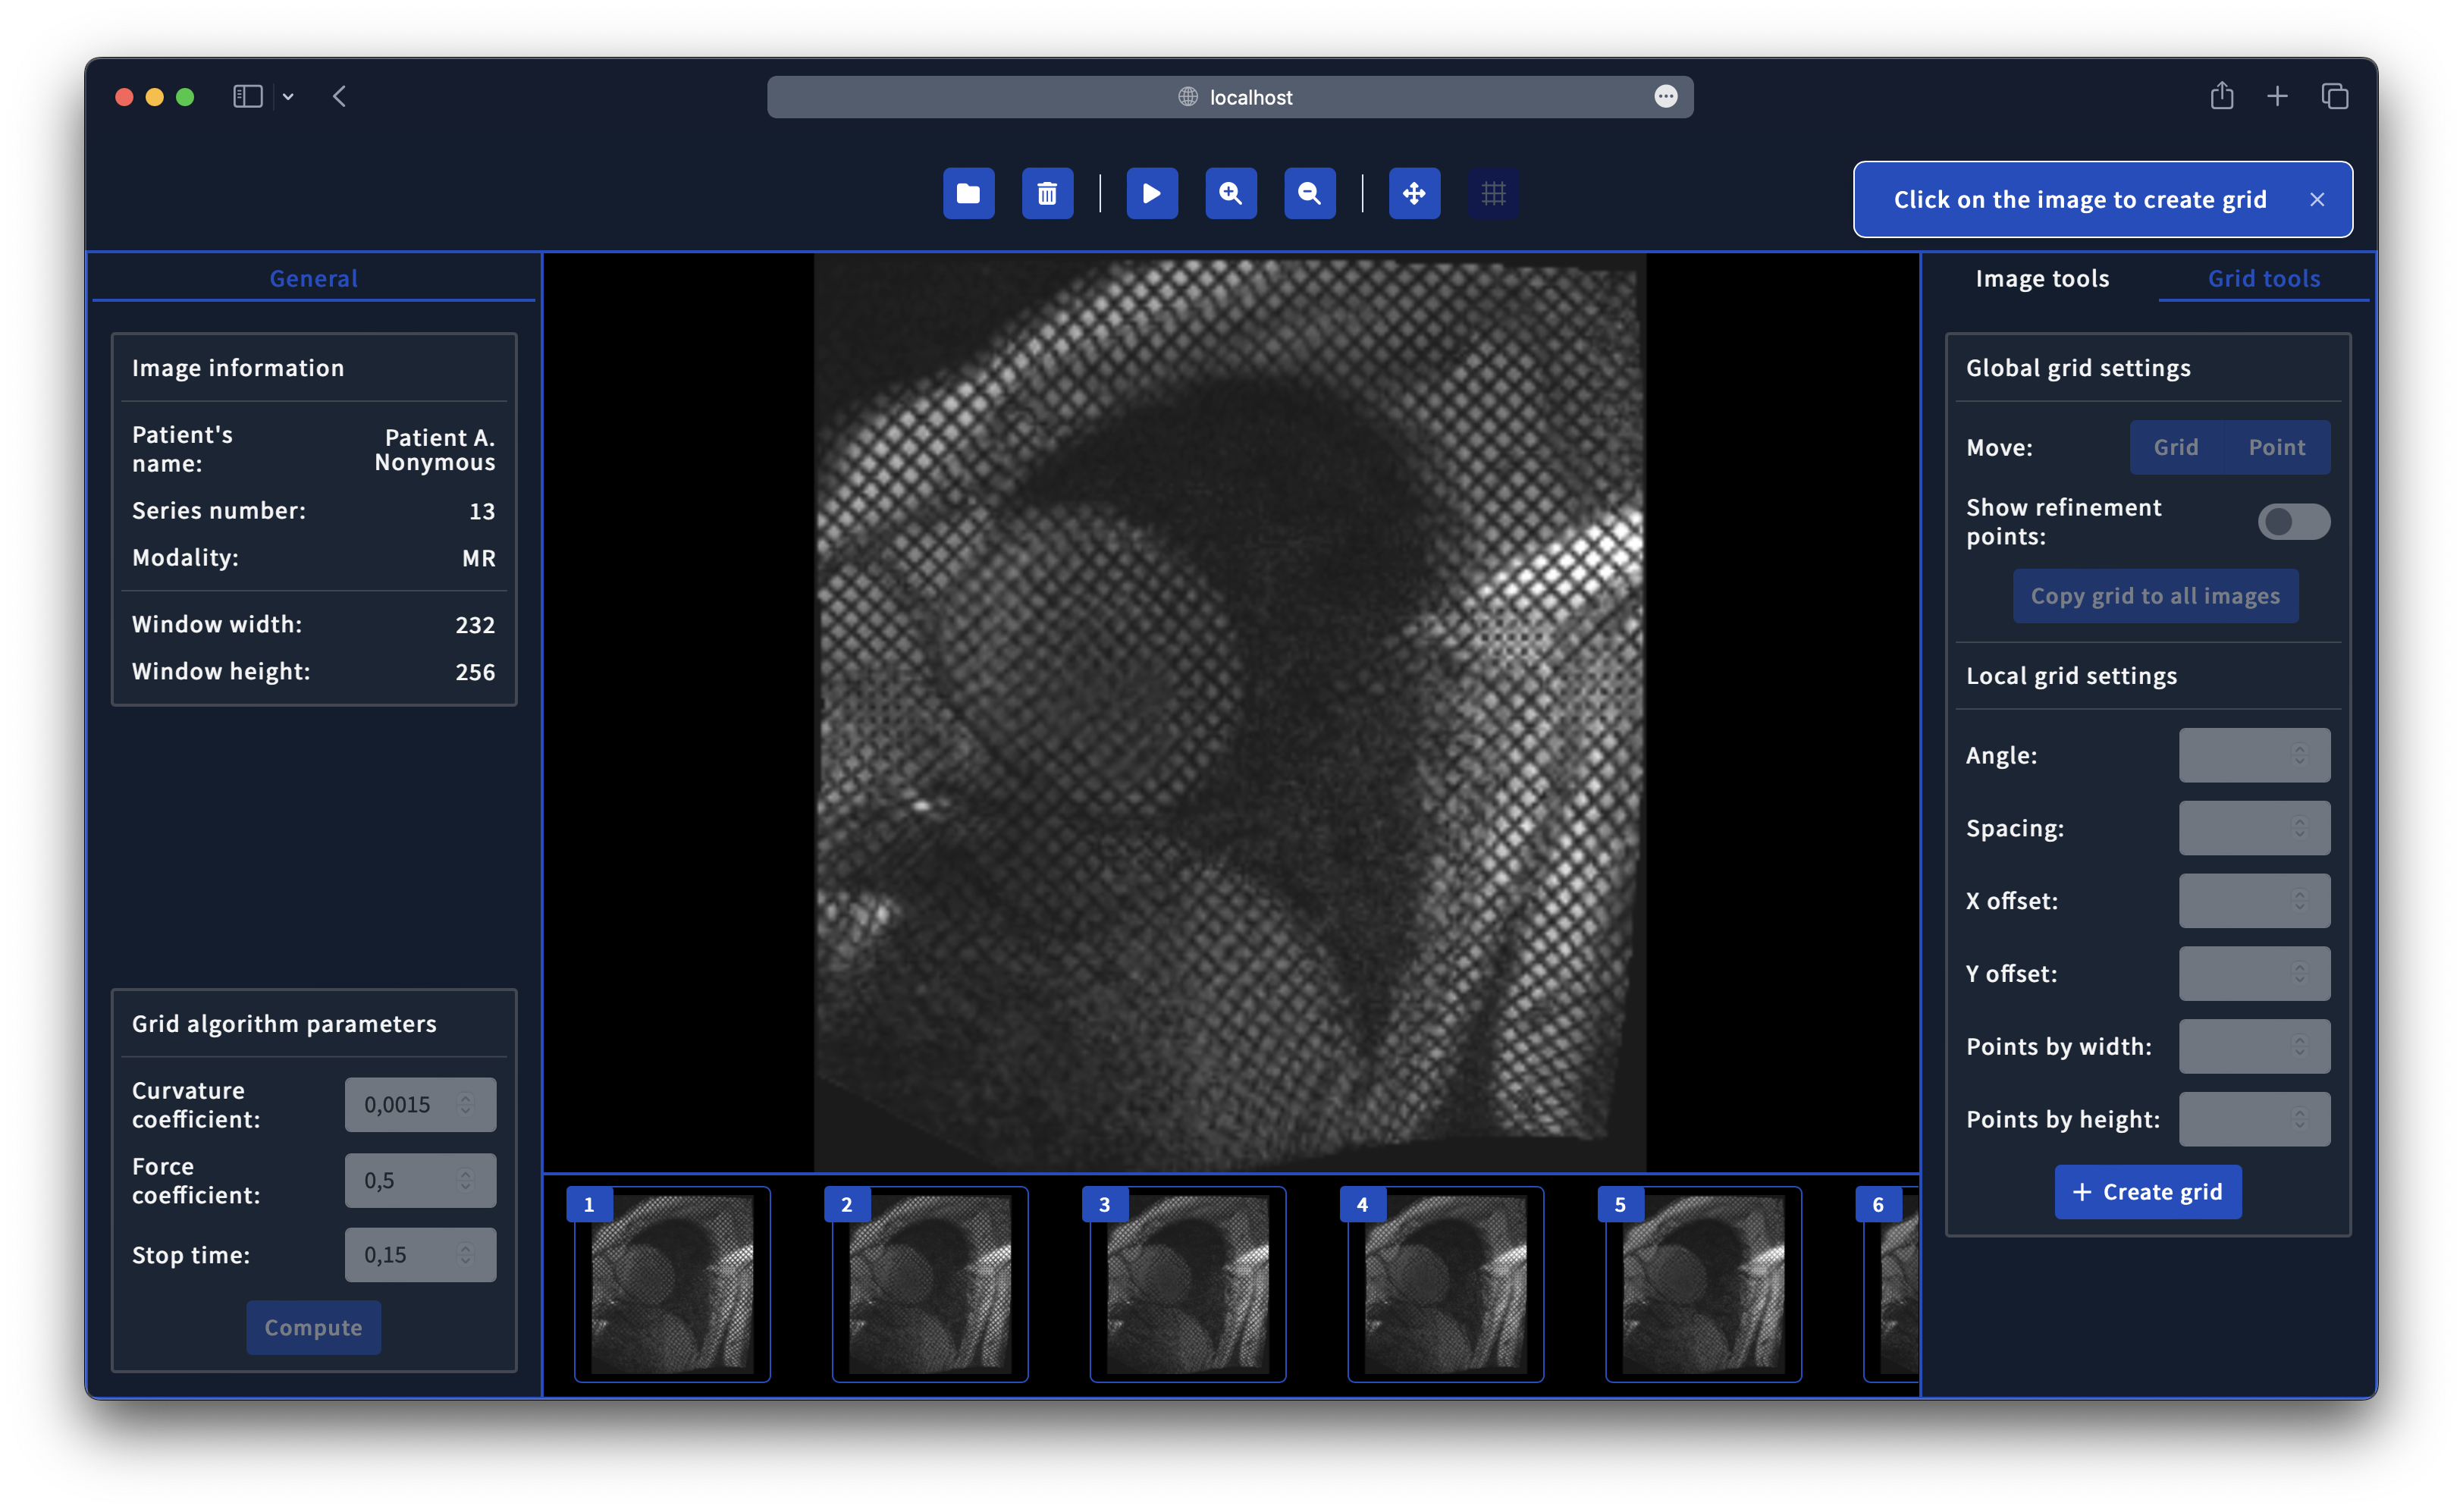 localhost
Click on the image to create grid
General
Image information
Patient's
name:
Patient A.
Nonymous
Series number:
13
Modality:
MR
Window width:
232
Window height:
256
Grid algorithm parameters
Curvature
coefficient:
0,0015
Force
coefficient:
0,5
Stop time:
0,15
Compute
1
2
3
4
5
6
Image tools
Grid tools
Global grid settings
Move:
Grid
Point
Show refinement
points:
Copy grid to all images
Local grid settings
Angle:
Spacing:
X offset:
Y offset:
Points by width:
Points by height:
+ Create grid